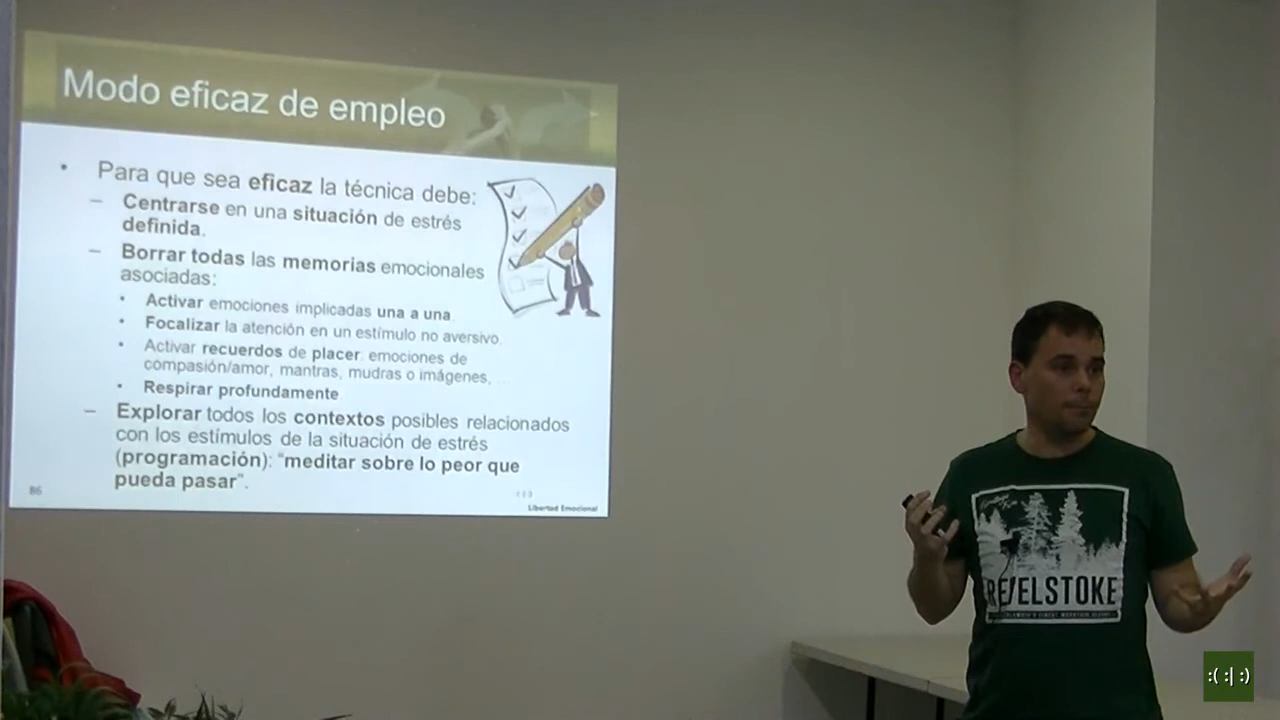 Modo eficaz de empleo
• Para que sea eficaz la técnica debe:
– Centrarse en una situación de estrés
definida.
– Borrar todas las memorias emocionales
asociadas:
• Activar emociones implicadas una a una
• Focalizar la atención en un estímulo no aversivo.
• Activar recuerdos de placer: emociones de
compasión/amor, mantras, mudras o imágenes, ...
• Respirar profundamente
– Explorar todos los contextos posibles relacionados
con los estímulos de la situación de estrés
(programación): “meditar sobre lo peor que
pueda pasar”.
86
Libertad Emocional
REVELSTOKE
:( :| :)